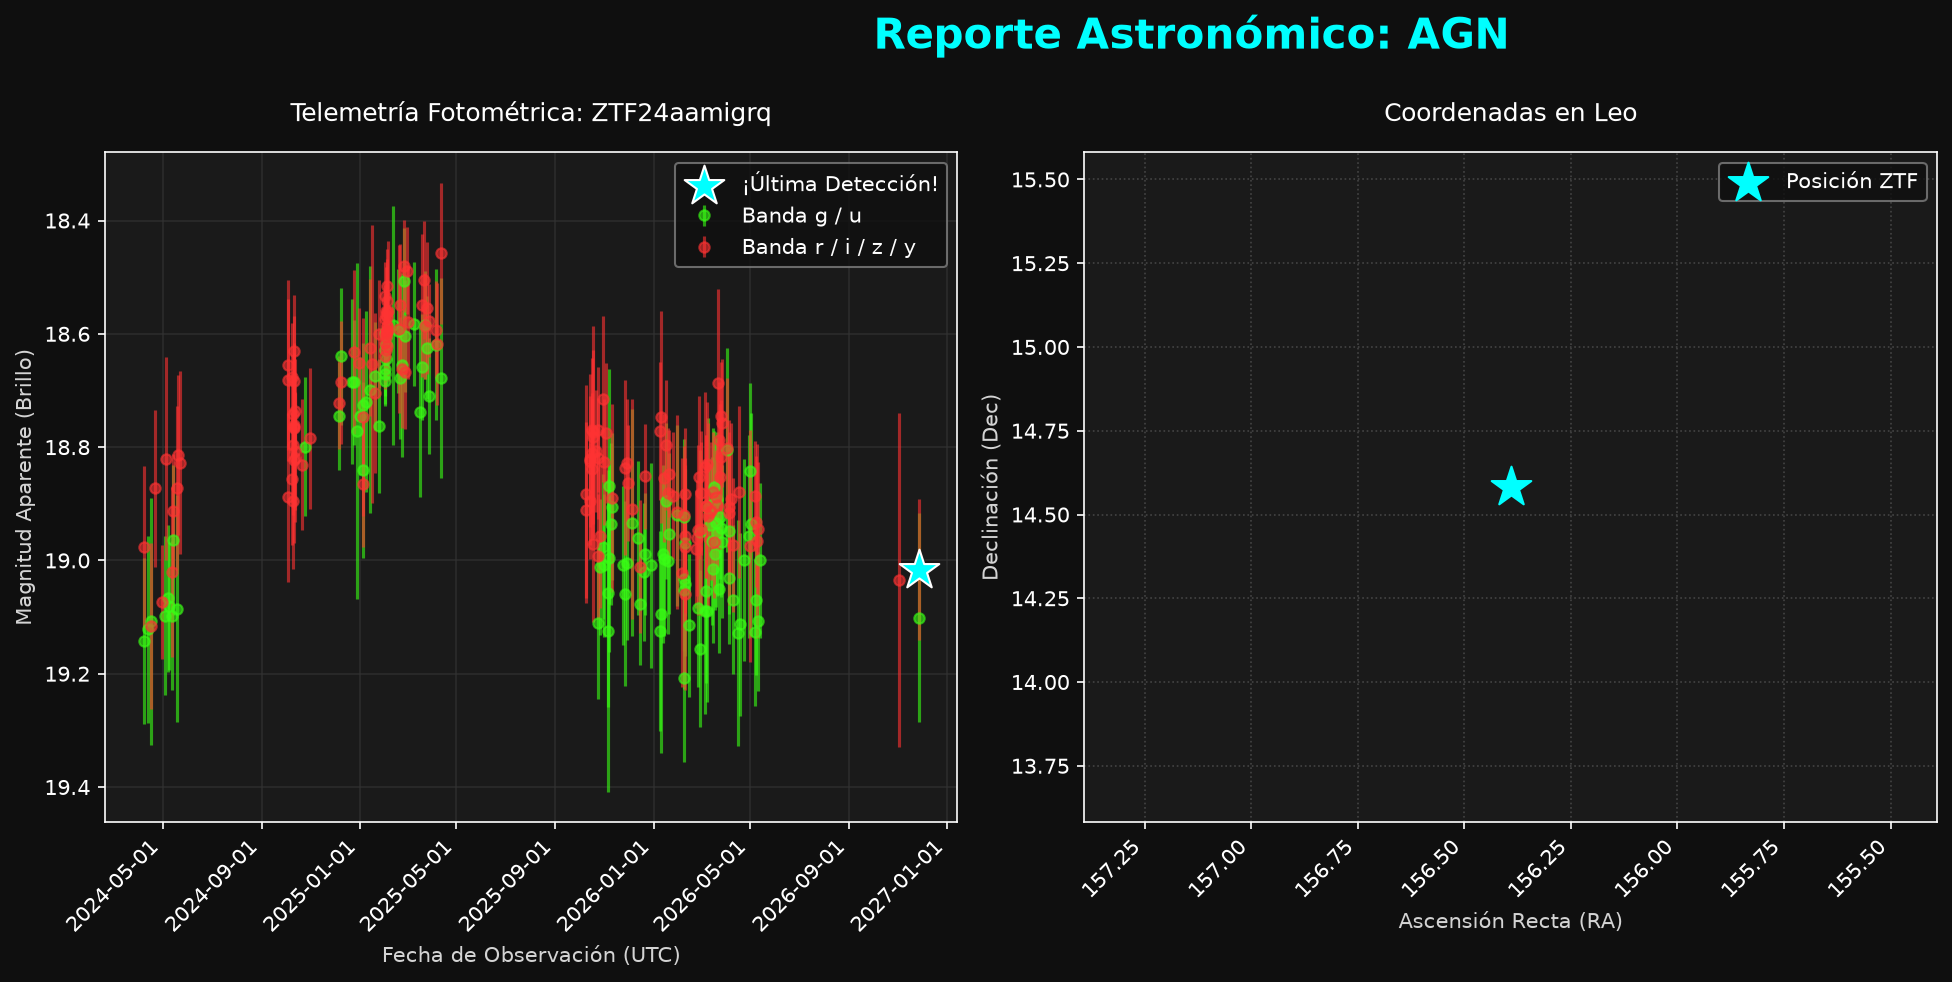 Reporte Astronómico: AGN
Telemetría Fotométrica: ZTF24aamigrq
Magnitud Aparente (Brillo)
18.4
18.6
18.8
19.0
19.2
19.4
¡Última Detección!
Banda g / u
Banda r / i / z / y
2024-05-01
2024-09-01
2025-01-01
2025-05-01
2025-09-01
2026-01-01
2026-05-01
2026-09-01
2027-01-01
Fecha de Observación (UTC)
Coordenadas en Leo
Declinación (Dec)
15.50
15.25
15.00
14.75
14.50
14.25
14.00
13.75
Posición ZTF
157.25
157.00
156.75
156.50
156.25
156.00
155.75
155.50
Ascensión Recta (RA)